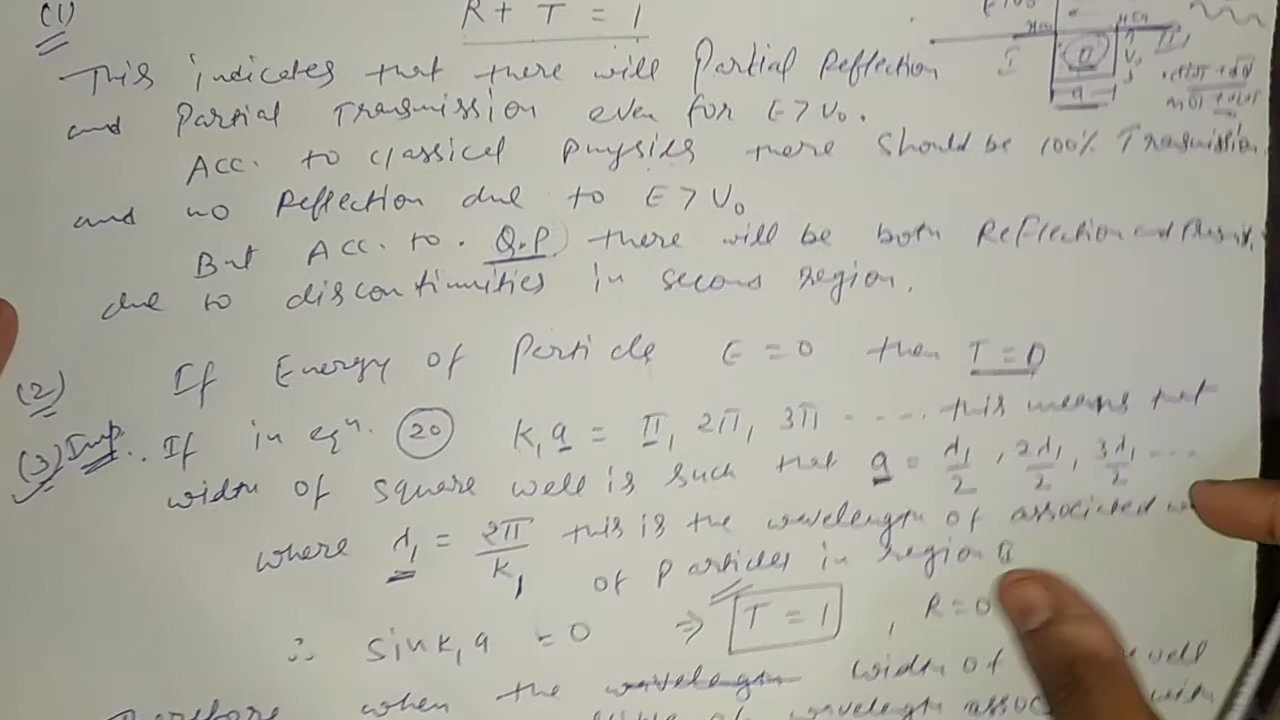 (1) R + T = 1
This indicates that there will Partial Reflection
and Partial Transmission even for E > V₀.
Acc. to classical physics there should be 100% Transmission
and no Reflection due to E > V₀
But Acc. to. Q.P there will be both Reflection and
due to discontinuities in second region.
(2) If Energy of Particle E = 0 then T = 0
(3) Imp. If in eqⁿ. (20) K₁a = π, 2π, 3π ..... this means that
width of square well is such that a = λ₁/2, 2λ₁/2, 3λ₁/2 ...
where λ₁ = 2π/K₁ this is the wavelength of associated
of Particles in region II
∴ sin K₁a = 0 ⇒ T = 1, R = 0
Therefore when the width of well
wavelength with